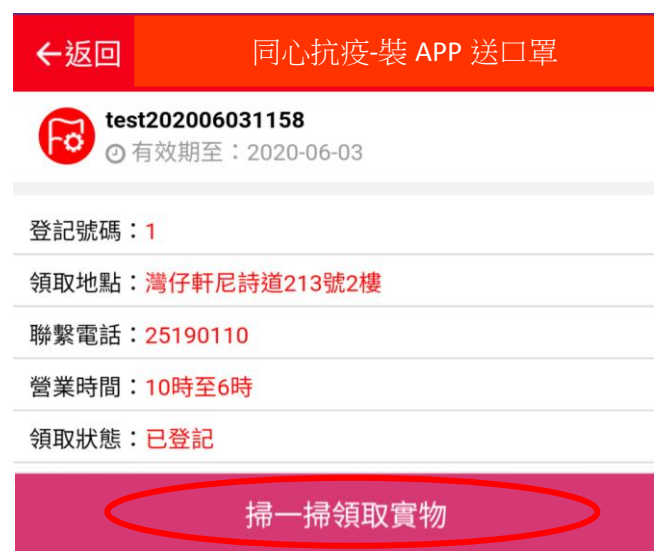 ←返回
同心抗疫-裝 APP 送口罩
test202006031158
有效期至：2020-06-03
登記號碼：1
領取地點：灣仔軒尼詩道213號2樓
聯繫電話：25190110
營業時間：10時至6時
領取狀態：已登記
掃一掃領取實物